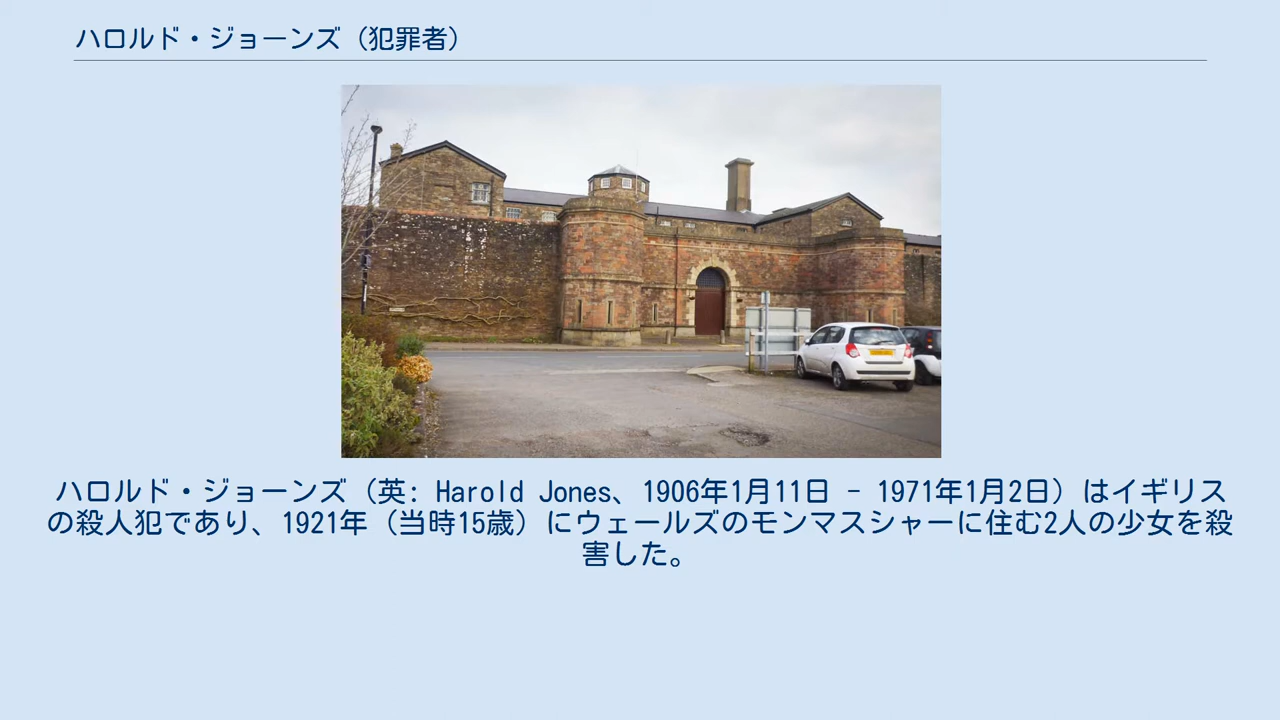 ハロルド・ジョーンズ（犯罪者）
ハロルド・ジョーンズ（英: Harold Jones、1906年1月11日 - 1971年1月2日）はイギリス
の殺人犯であり、1921年（当時15歳）にウェールズのモンマスシャーに住む2人の少女を殺
害した。